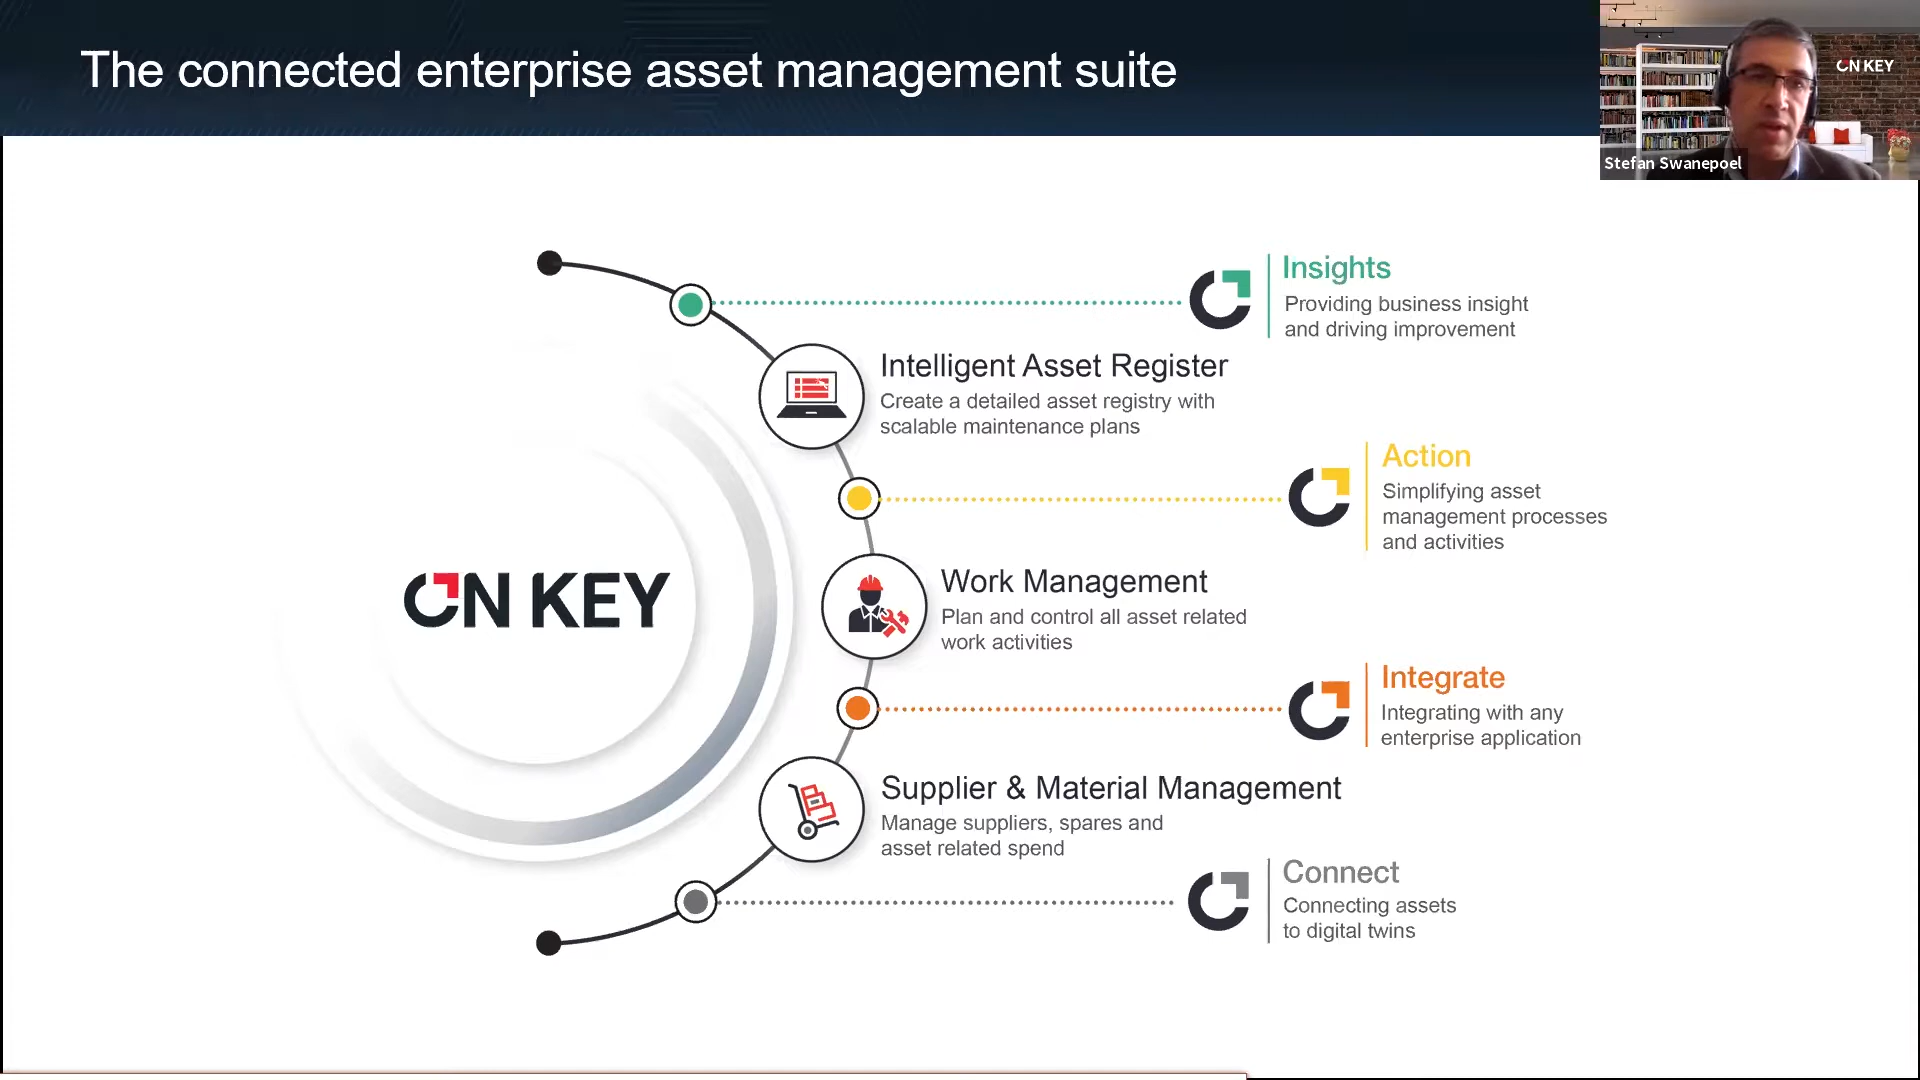 The connected enterprise asset management suite
ON KEY
Stefan Swanepoel
Insights
Providing business insight
and driving improvement
Intelligent Asset Register
Create a detailed asset registry with
scalable maintenance plans
Action
Simplifying asset
management processes
and activities
ON KEY
Work Management
Plan and control all asset related
work activities
Integrate
Integrating with any
enterprise application
Supplier & Material Management
Manage suppliers, spares and
asset related spend
Connect
Connecting assets
to digital twins